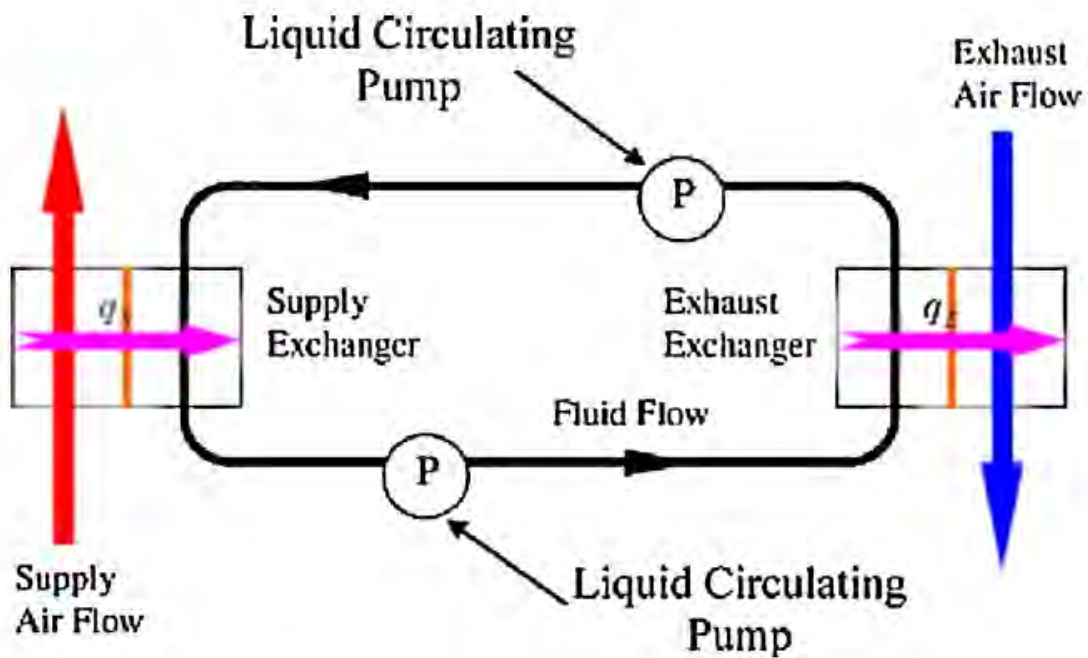 Liquid Circulating
Pump
Exhaust
Air Flow
P
q
Supply
Exchanger
Exhaust
Exchanger
q
Fluid Flow
P
Supply
Air Flow
Liquid Circulating
Pump